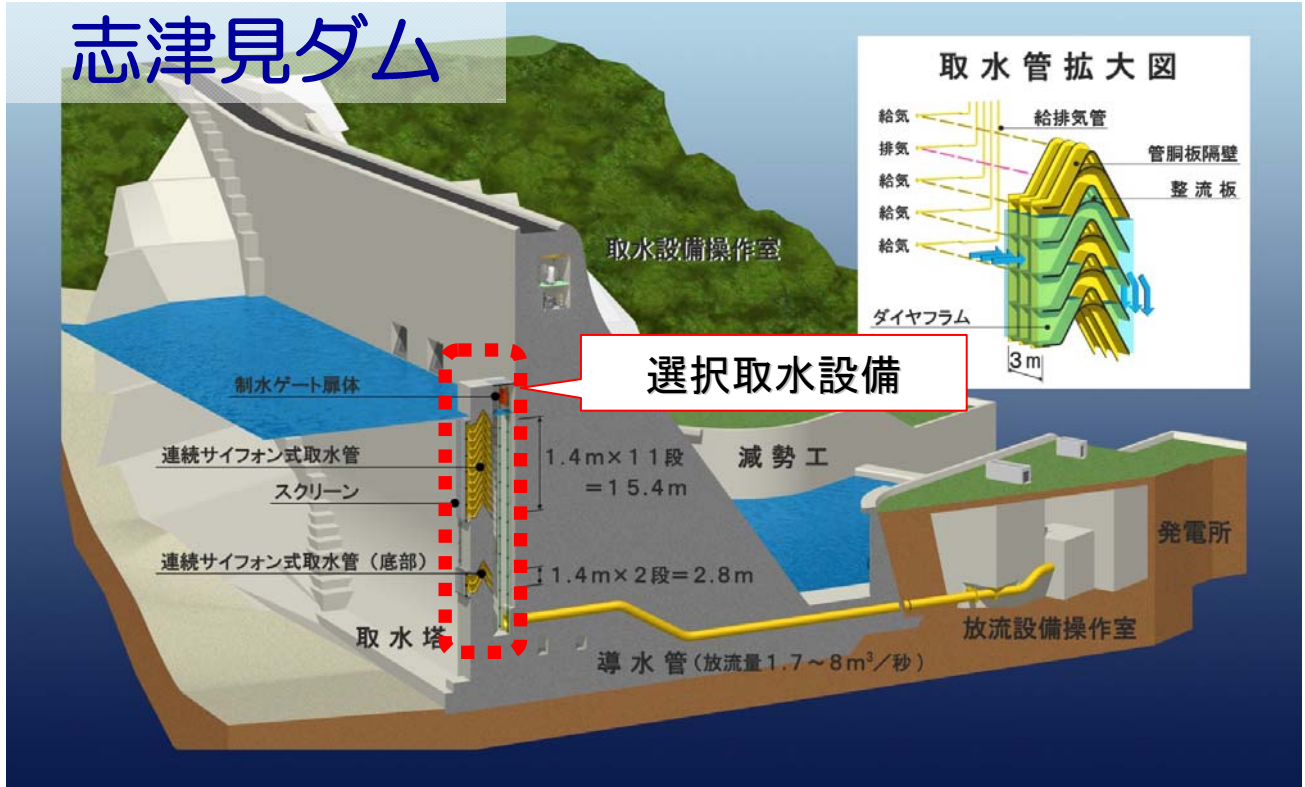 志津見ダム
取水管拡大図
給気
排気
給気
給気
給気
給排気管
管胴板隔壁
整流板
ダイヤフラム
3m
取水設備操作室
選択取水設備
制水ゲート扉体
連続サイフォン式取水管
スクリーン
1.4m×11段
=15.4m
連続サイフォン式取水管(底部)
1.4m×2段=2.8m
取水塔
減勢工
発電所
放流設備操作室
導水管(放流量1.7~8m³/秒)